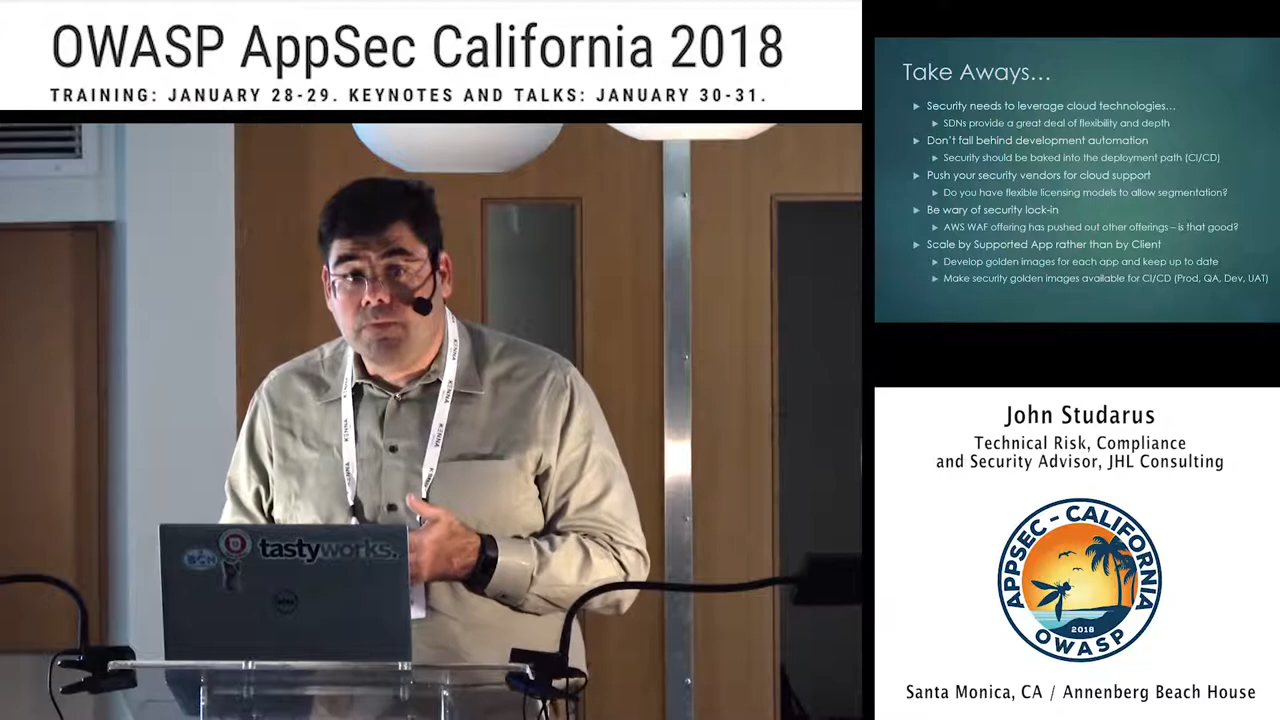 OWASP AppSec California 2018
TRAINING: JANUARY 28-29. KEYNOTES AND TALKS: JANUARY 30-31.
Take Aways...
Security needs to leverage cloud technologies...
SDNs provide a great deal of flexibility and depth
Don't fall behind development automation
Security should be baked into the deployment path (CI/CD)
Push your security vendors for cloud support
Do you have flexible licensing models to allow segmentation?
Be wary of security lock-in
AWS WAF offering has pushed out other offerings – is that good?
Scale by Supported App rather than by Client
Develop golden images for each app and keep up to date
Make security golden images available for CI/CD (Prod, QA, Dev, UAT)
KENNA
KENNA
KENNA
tastyworks.
BCN
DELL
John Studarus
Technical Risk, Compliance
and Security Advisor, JHL Consulting
APPSEC - CALIFORNIA
2018
OWASP
Santa Monica, CA / Annenberg Beach House